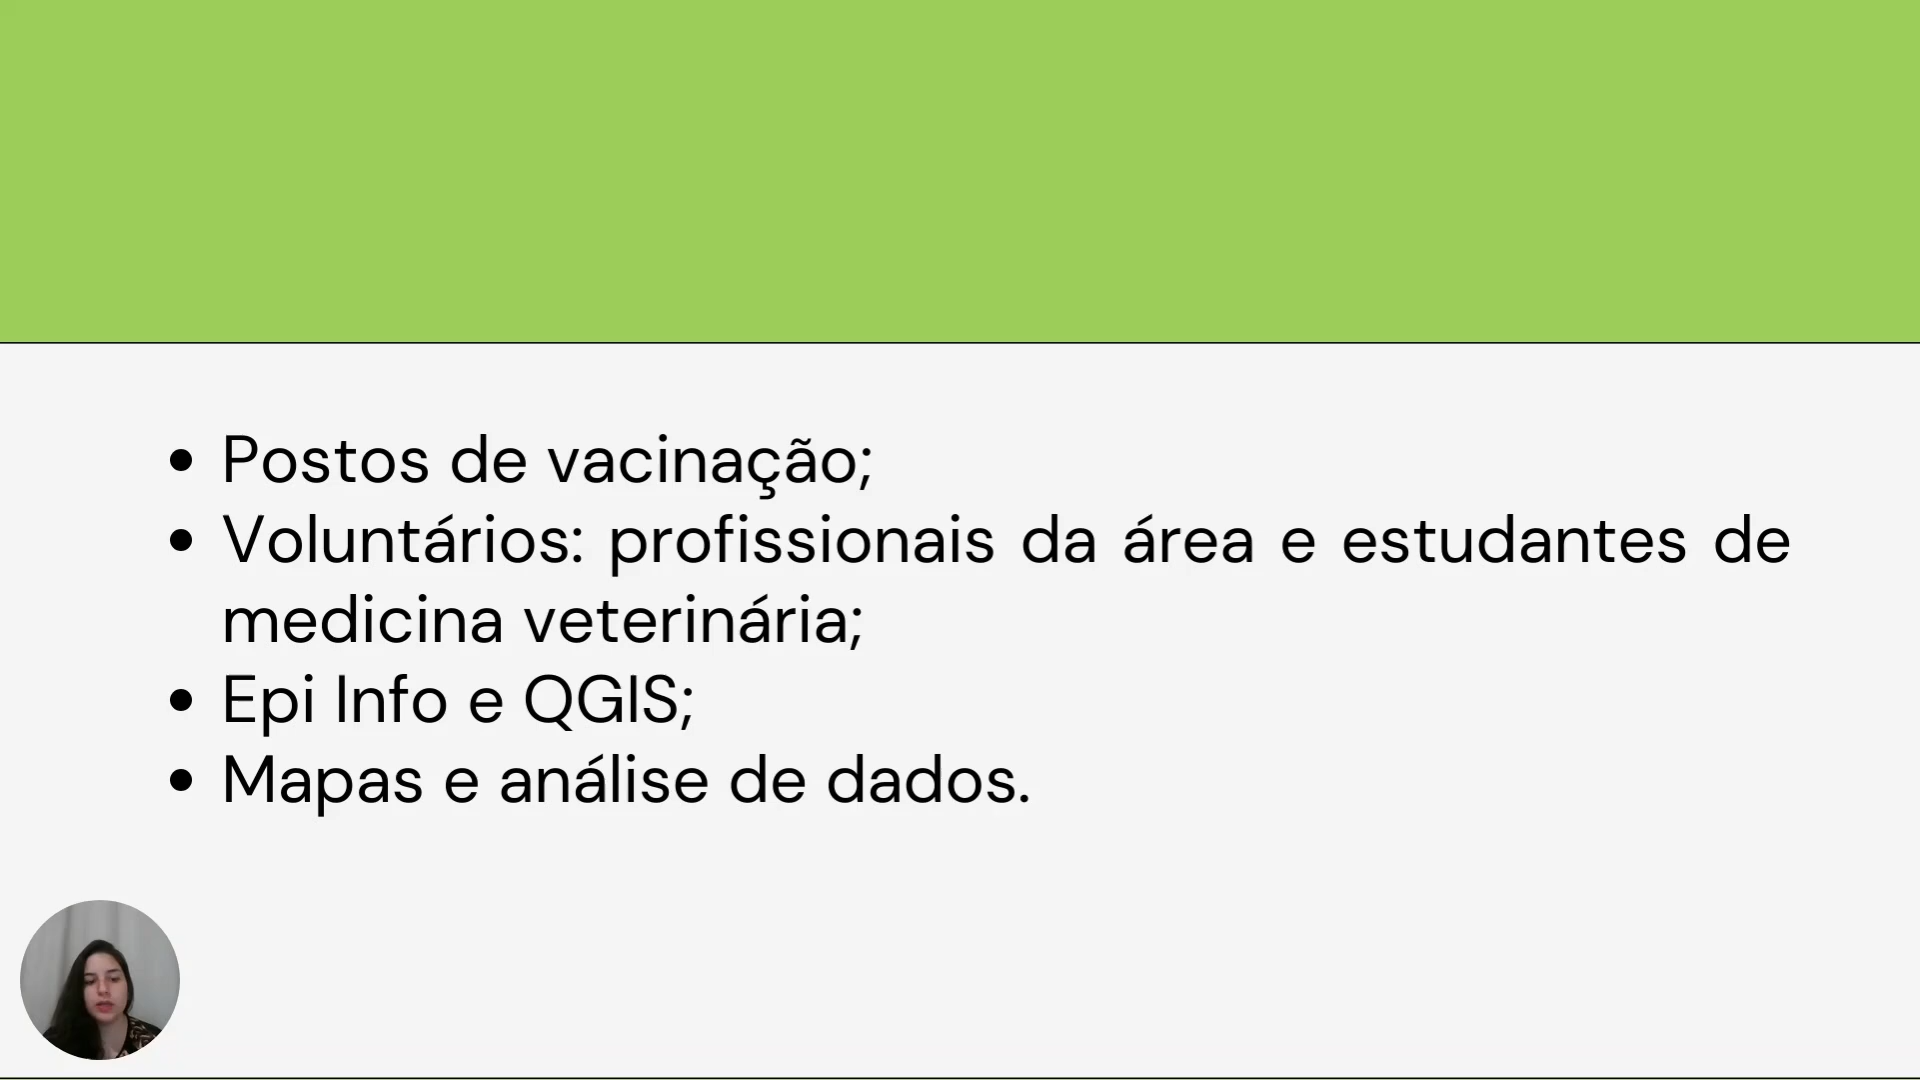 • Postos de vacinação;
• Voluntários: profissionais da área e estudantes de
medicina veterinária;
• Epi Info e QGIS;
• Mapas e análise de dados.